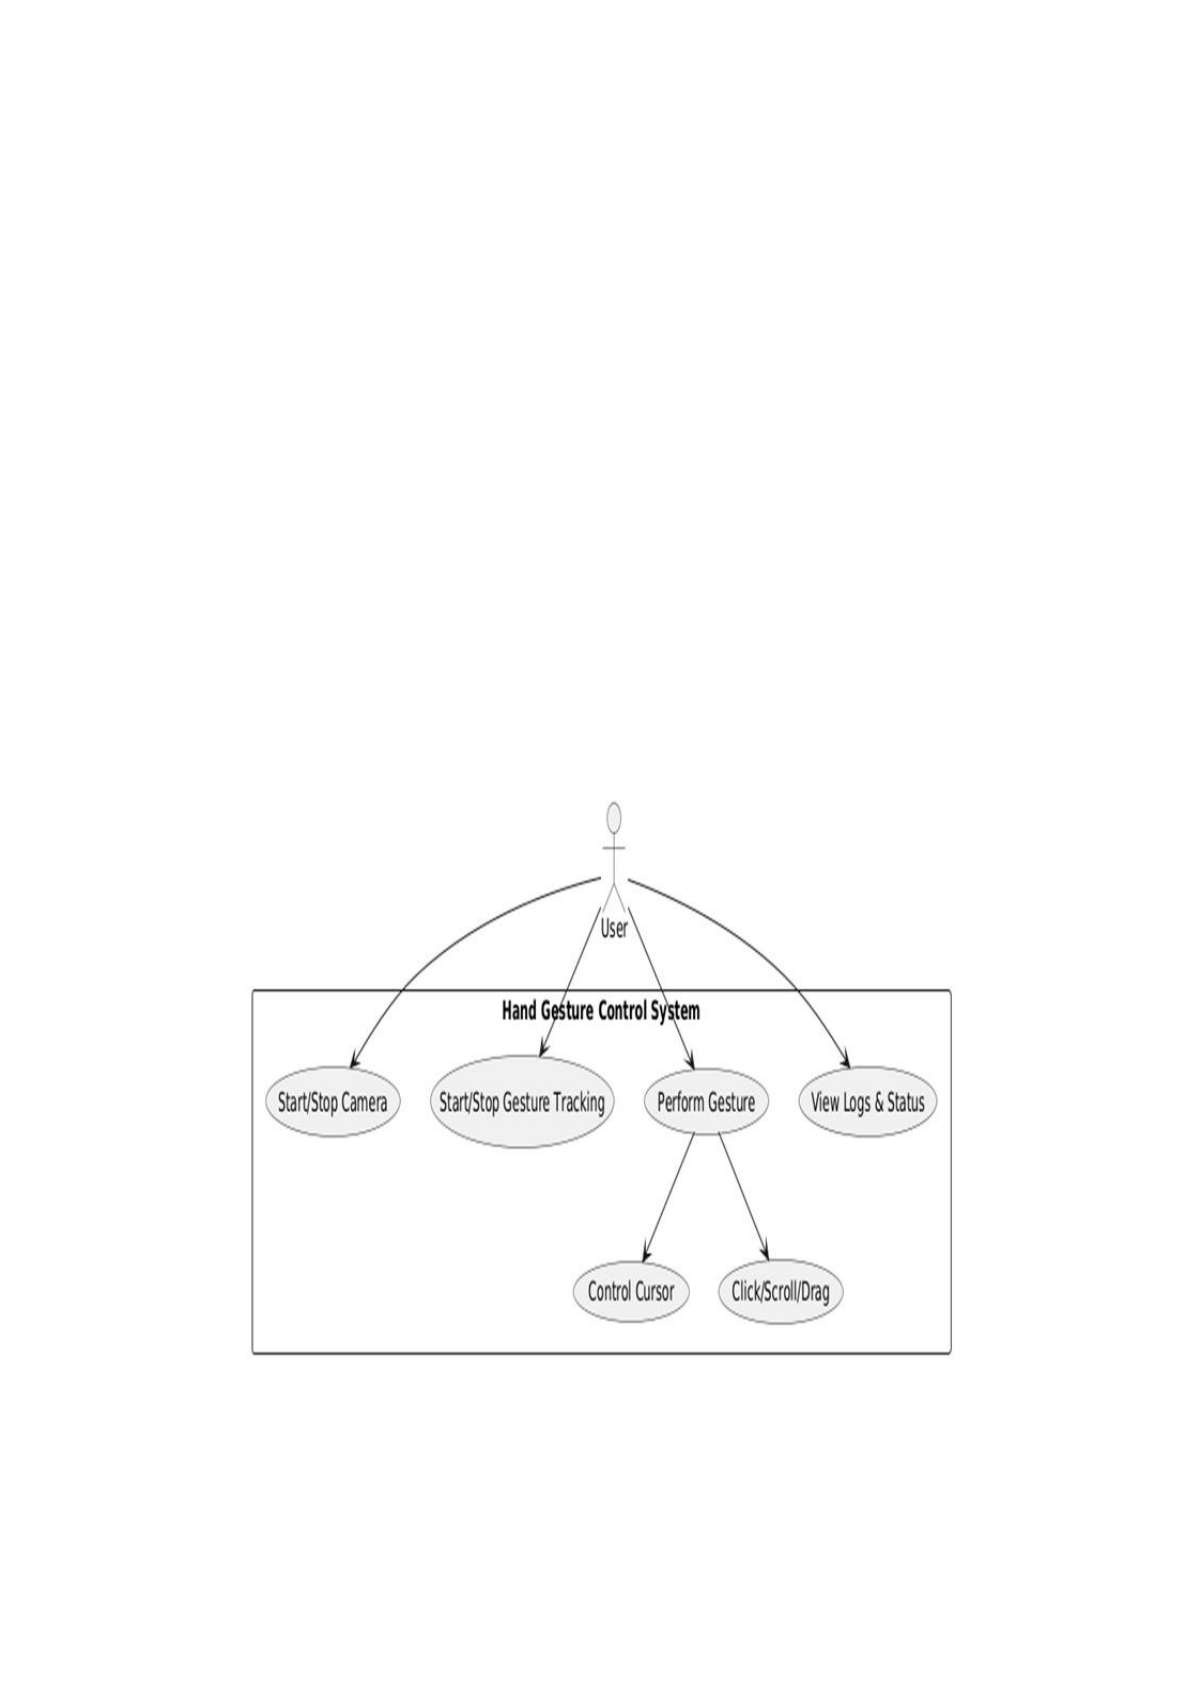 User
Hand Gesture Control System
Start/Stop Camera
Start/Stop Gesture Tracking
Perform Gesture
View Logs & Status
Control Cursor
Click/Scroll/Drag